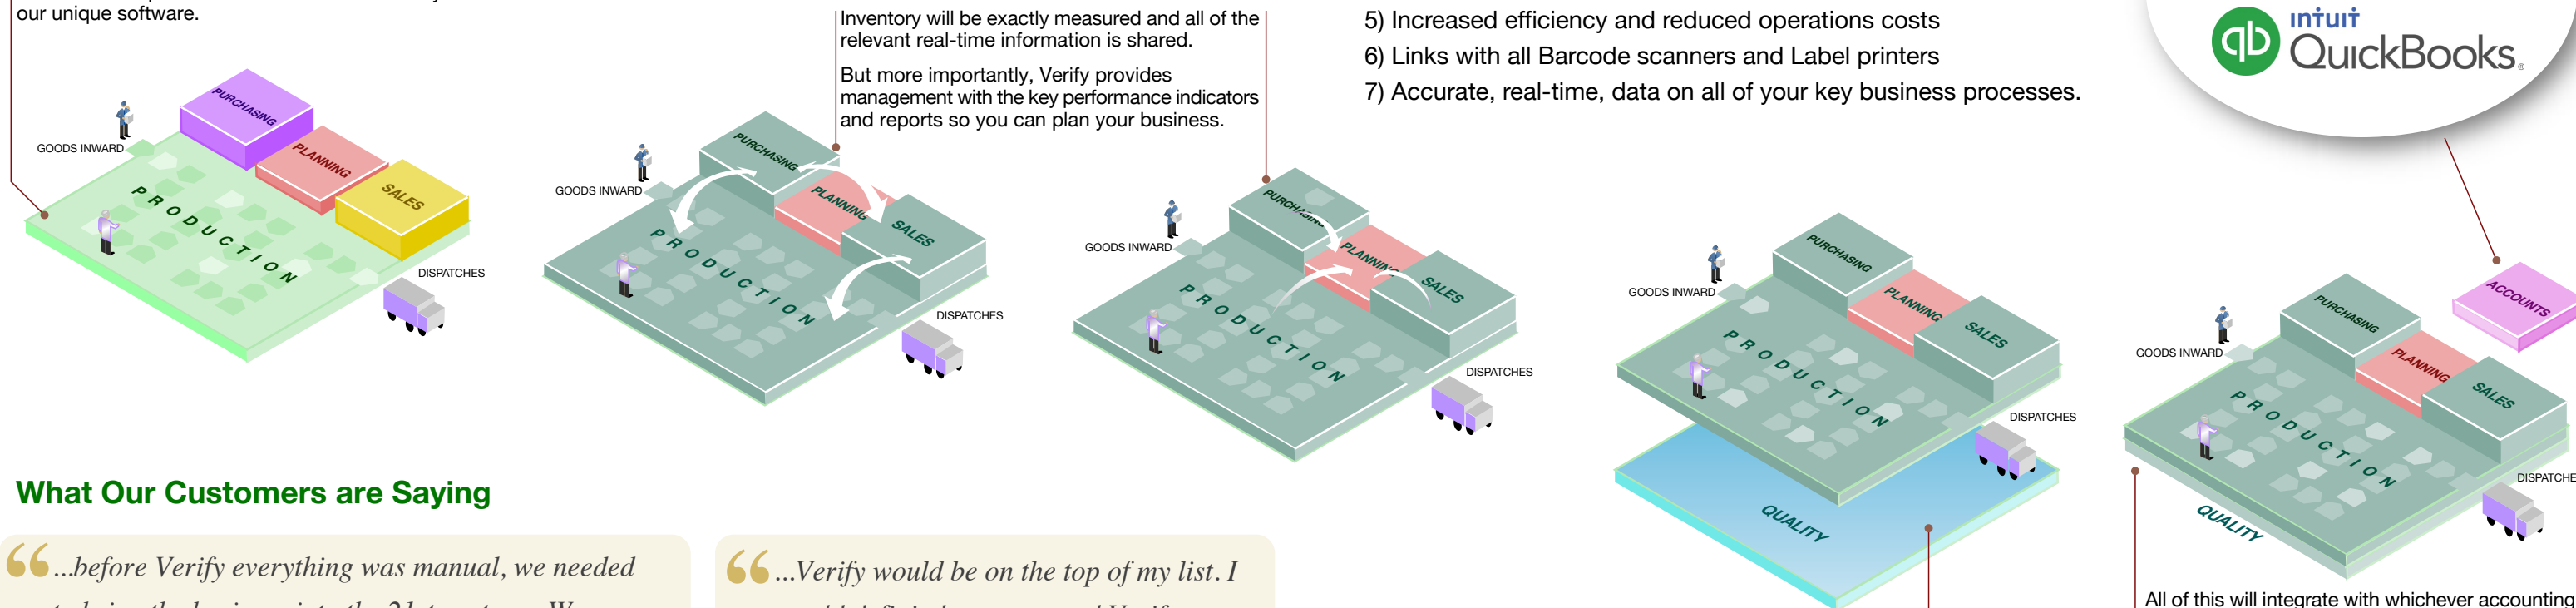 our unique software.
Inventory will be exactly measured and all of the
relevant real-time information is shared.
But more importantly, Verify provides
management with the key performance indicators
and reports so you can plan your business.
5) Increased efficiency and reduced operations costs
6) Links with all Barcode scanners and Label printers
7) Accurate, real-time, data on all of your key business processes.
intuit
qb QuickBooks®
PURCHASING
PLANNING
SALES
GOODS INWARD
PRODUCTION
DISPATCHES
PURCHASING
PLANNING
SALES
GOODS INWARD
PRODUCTION
DISPATCHES
PURCHASING
PLANNING
SALES
GOODS INWARD
PRODUCTION
DISPATCHES
PURCHASING
PLANNING
SALES
GOODS INWARD
PRODUCTION
DISPATCHES
QUALITY
ACCOUNTS
PURCHASING
PLANNING
SALES
GOODS INWARD
PRODUCTION
DISPATCHE
QUALITY
What Our Customers are Saying
“...before Verify everything was manual, we needed
“...Verify would be on the top of my list. I
All of this will integrate with whichever accounting